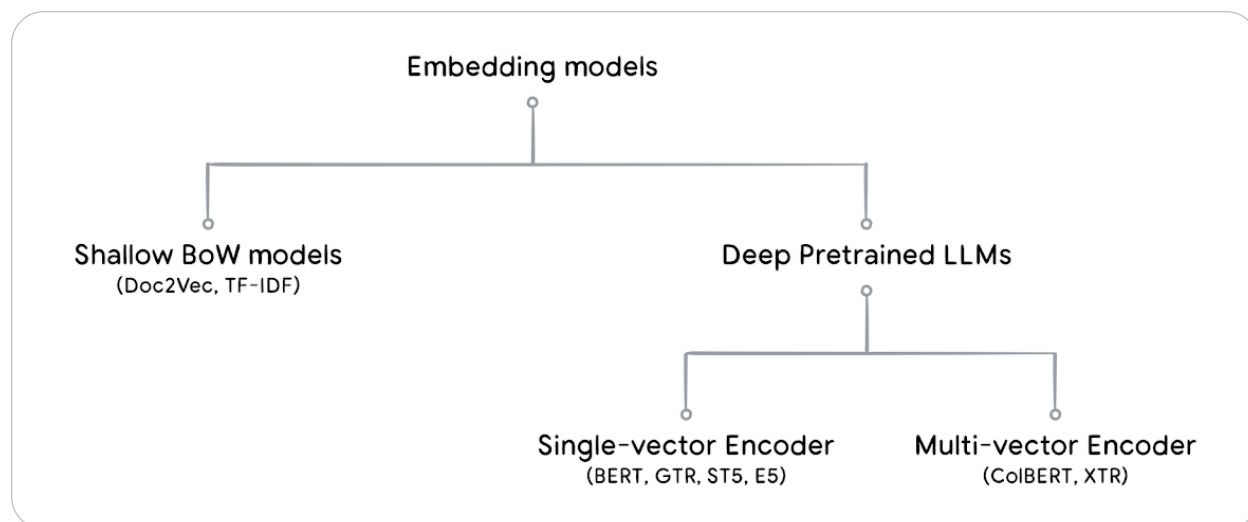 Embedding models
Shallow BoW models
(Doc2Vec, TF-IDF)
Deep Pretrained LLMs
Single-vector Encoder
(BERT, GTR, ST5, E5)
Multi-vector Encoder
(ColBERT, XTR)